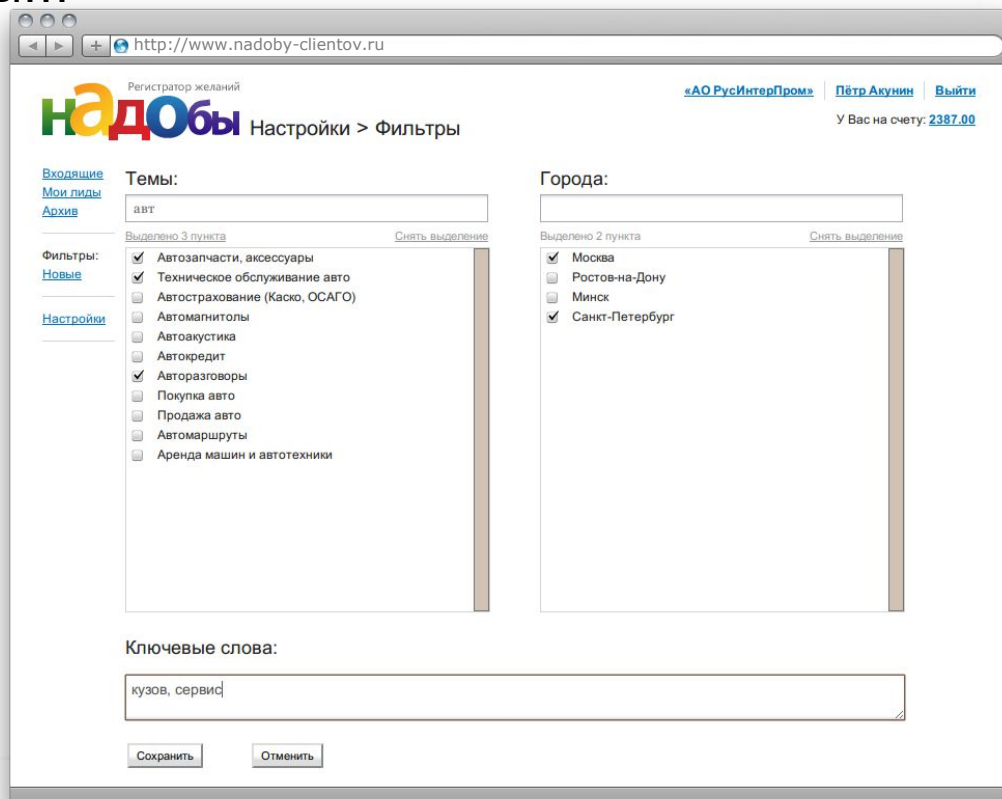 http://www.nadoby-clientov.ru
Регистратор желаний
надобы
Настройки > Фильтры
«АО РусИнтерПром» Пётр Акунин Выйти
У Вас на счету: 2387.00
Входящие
Мои лиды
Архив
Фильтры:
Новые
Настройки
Темы:
авт
Выделено 3 пункта Снять выделение
Автозапчасти, аксессуары
Техническое обслуживание авто
Автострахование (Каско, ОСАГО)
Автомагнитолы
Автоакустика
Автокредит
Авторазговоры
Покупка авто
Продажа авто
Автомаршруты
Аренда машин и автотехники
Города:
Выделено 2 пункта Снять выделение
Москва
Ростов-на-Дону
Минск
Санкт-Петербург
Ключевые слова:
кузов, сервис
Сохранить Отменить